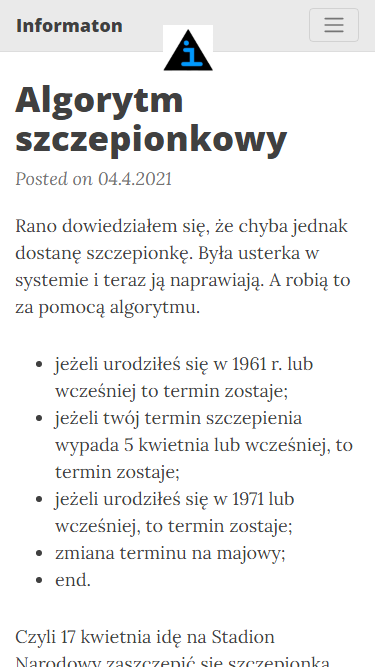 Informaton
i
Algorytm
szczepionkowy
Posted on 04.4.2021
Rano dowiedziałem się, że chyba jednak
dostanę szczepionkę. Była usterka w
systemie i teraz ją naprawiają. A robią to
za pomocą algorytmu.
• jeżeli urodziłeś się w 1961 r. lub
wcześniej to termin zostaje;
• jeżeli twój termin szczepienia
wypada 5 kwietnia lub wcześniej, to
termin zostaje;
• jeżeli urodziłeś się w 1971 lub
wcześniej, to termin zostaje;
• zmiana terminu na majowy;
• end.
Czyli 17 kwietnia idę na Stadion
Narodowy zaszczepić się szczepionką